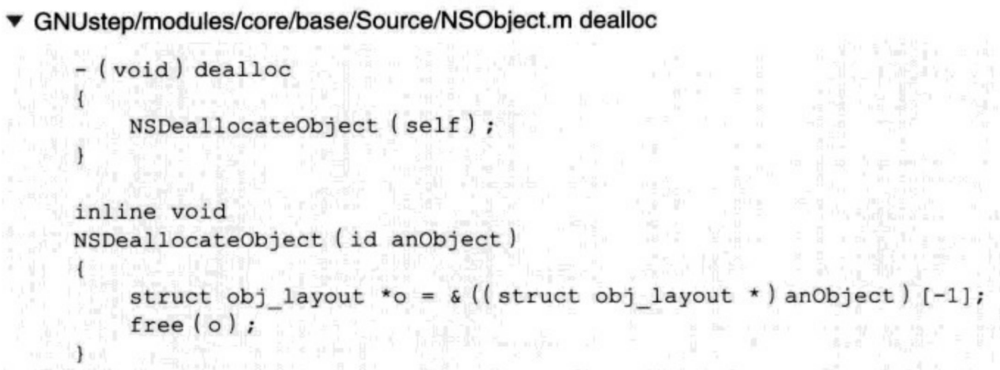 ▼ GNUstep/modules/core/base/Source/NSObject.m dealloc
- (void) dealloc
{
    NSDeallocateObject (self);
}
inline void
NSDeallocateObject (id anObject)
{
    struct obj_layout *o = & ((struct obj_layout *) anObject) [-1];
    free (o);
}